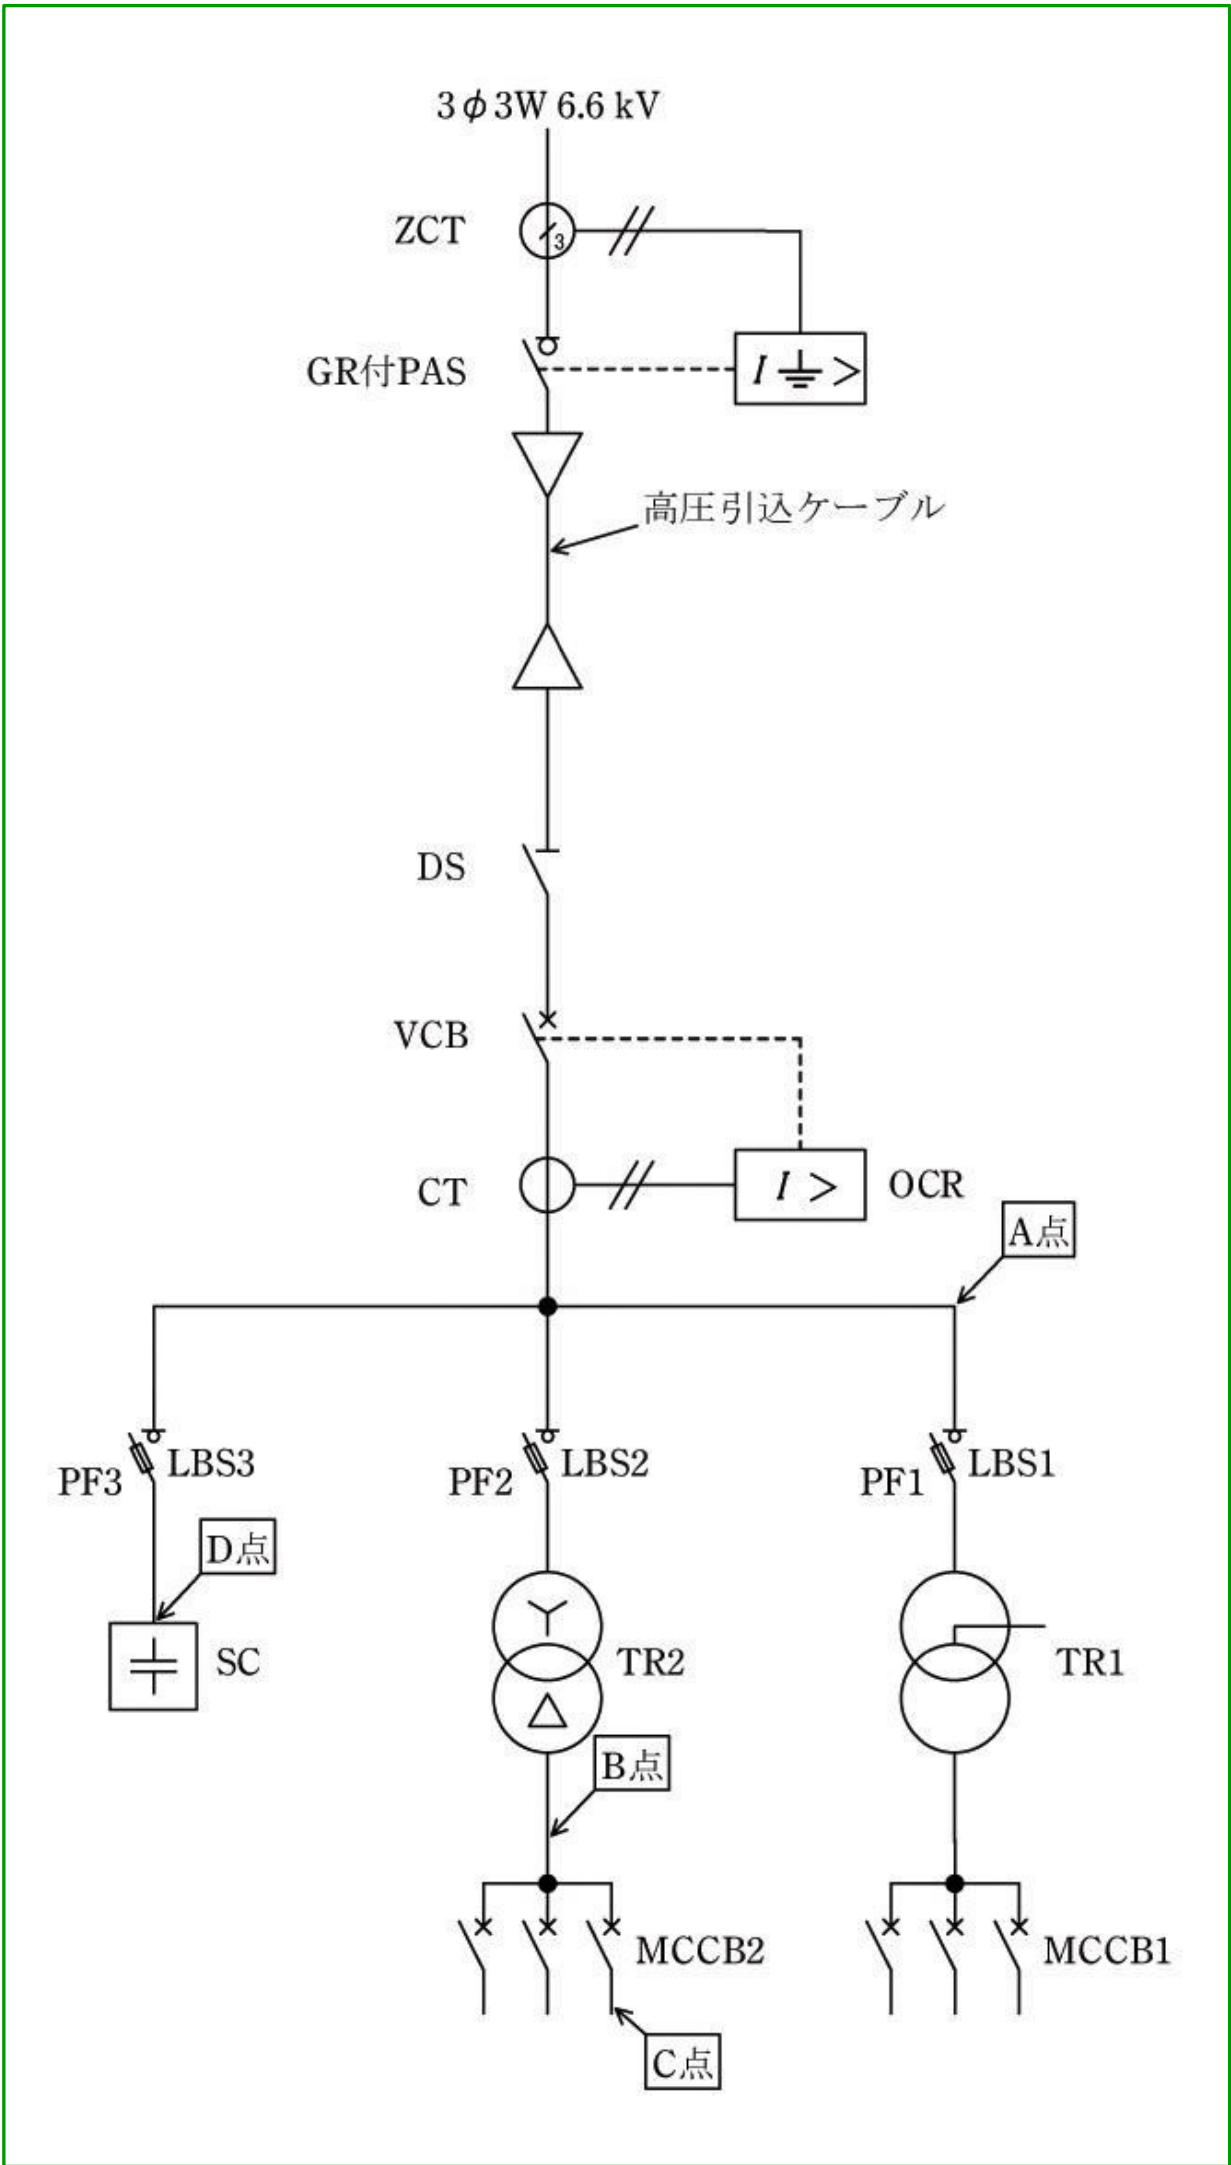 3φ3W 6.6 kV
ZCT
3
GR付PAS
I >
高圧引込ケーブル
DS
VCB
CT
I >
OCR
A点
PF3
LBS3
PF2
LBS2
PF1
LBS1
D点
SC
TR2
TR1
B点
MCCB2
MCCB1
C点